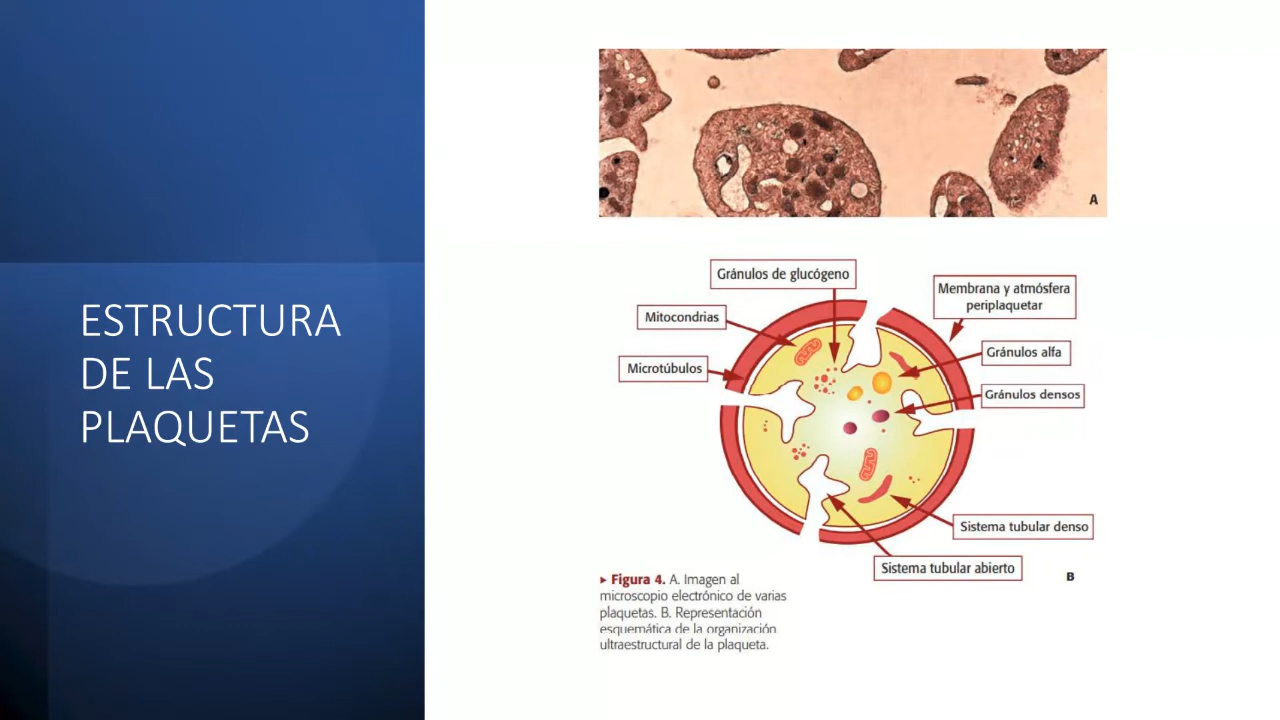 ESTRUCTURA
DE LAS
PLAQUETAS
A
Gránulos de glucógeno
Membrana y atmósfera
periplaquetar
Mitocondrias
Gránulos alfa
Microtúbulos
Gránulos densos
Sistema tubular denso
Sistema tubular abierto
B
▸ Figura 4. A. Imagen al
microscopio electrónico de varias
plaquetas. B. Representación
esquemática de la organización
ultraestructural de la plaqueta.